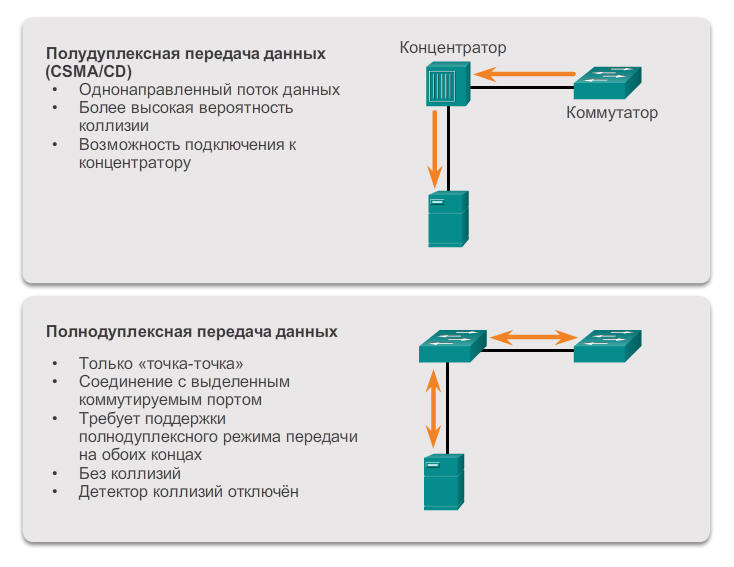 Полудуплексная передача данных
(CSMA/CD)
• Однонаправленный поток данных
• Более высокая вероятность
коллизии
• Возможность подключения к
концентратору
Концентратор
Коммутатор
Полнодуплексная передача данных
• Только «точка-точка»
• Соединение с выделенным
коммутируемым портом
• Требует поддержки
полнодуплексного режима передачи
на обоих концах
• Без коллизий
• Детектор коллизий отключён